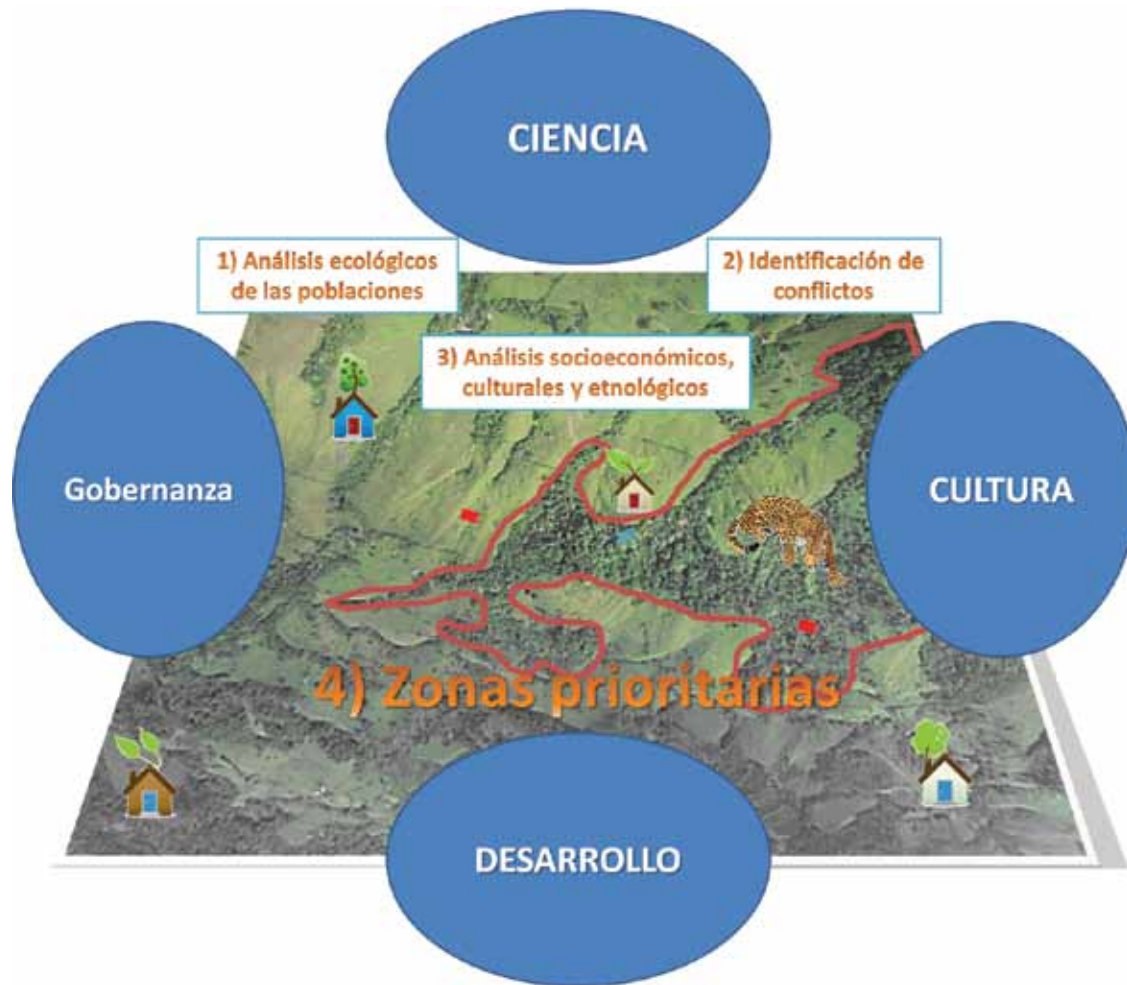 CIENCIA
1) Análisis ecológicos
de las poblaciones
2) Identificación de
conflictos
3) Análisis socioeconómicos,
culturales y etnológicos
Gobernanza
CULTURA
4) Zonas prioritarias
DESARROLLO